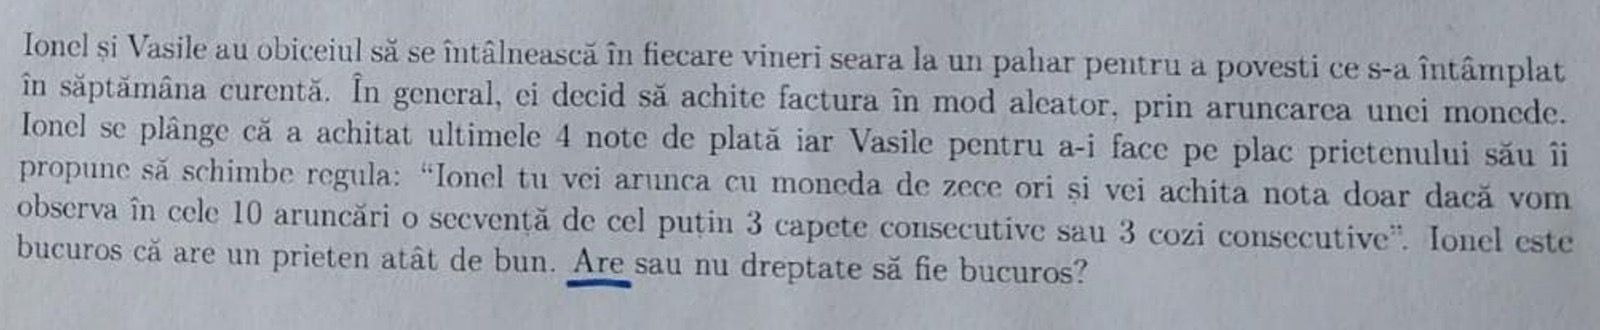 Ionel și Vasile au obiceiul să se întâlnească în fiecare vineri seara la un pahar pentru a povesti ce s-a întâmplat
în săptămâna curentă. În general, ei decid să achite factura în mod aleator, prin aruncarea unei monede.
Ionel se plânge că a achitat ultimele 4 note de plată iar Vasile pentru a-i face pe plac prietenului său îi
propune să schimbe regula: “Ionel tu vei arunca cu moneda de zece ori și vei achita nota doar dacă vom
observa în cele 10 aruncări o secvență de cel puțin 3 capete consecutive sau 3 cozi consecutive”. Ionel este
bucuros că are un prieten atât de bun. Are sau nu dreptate să fie bucuros?